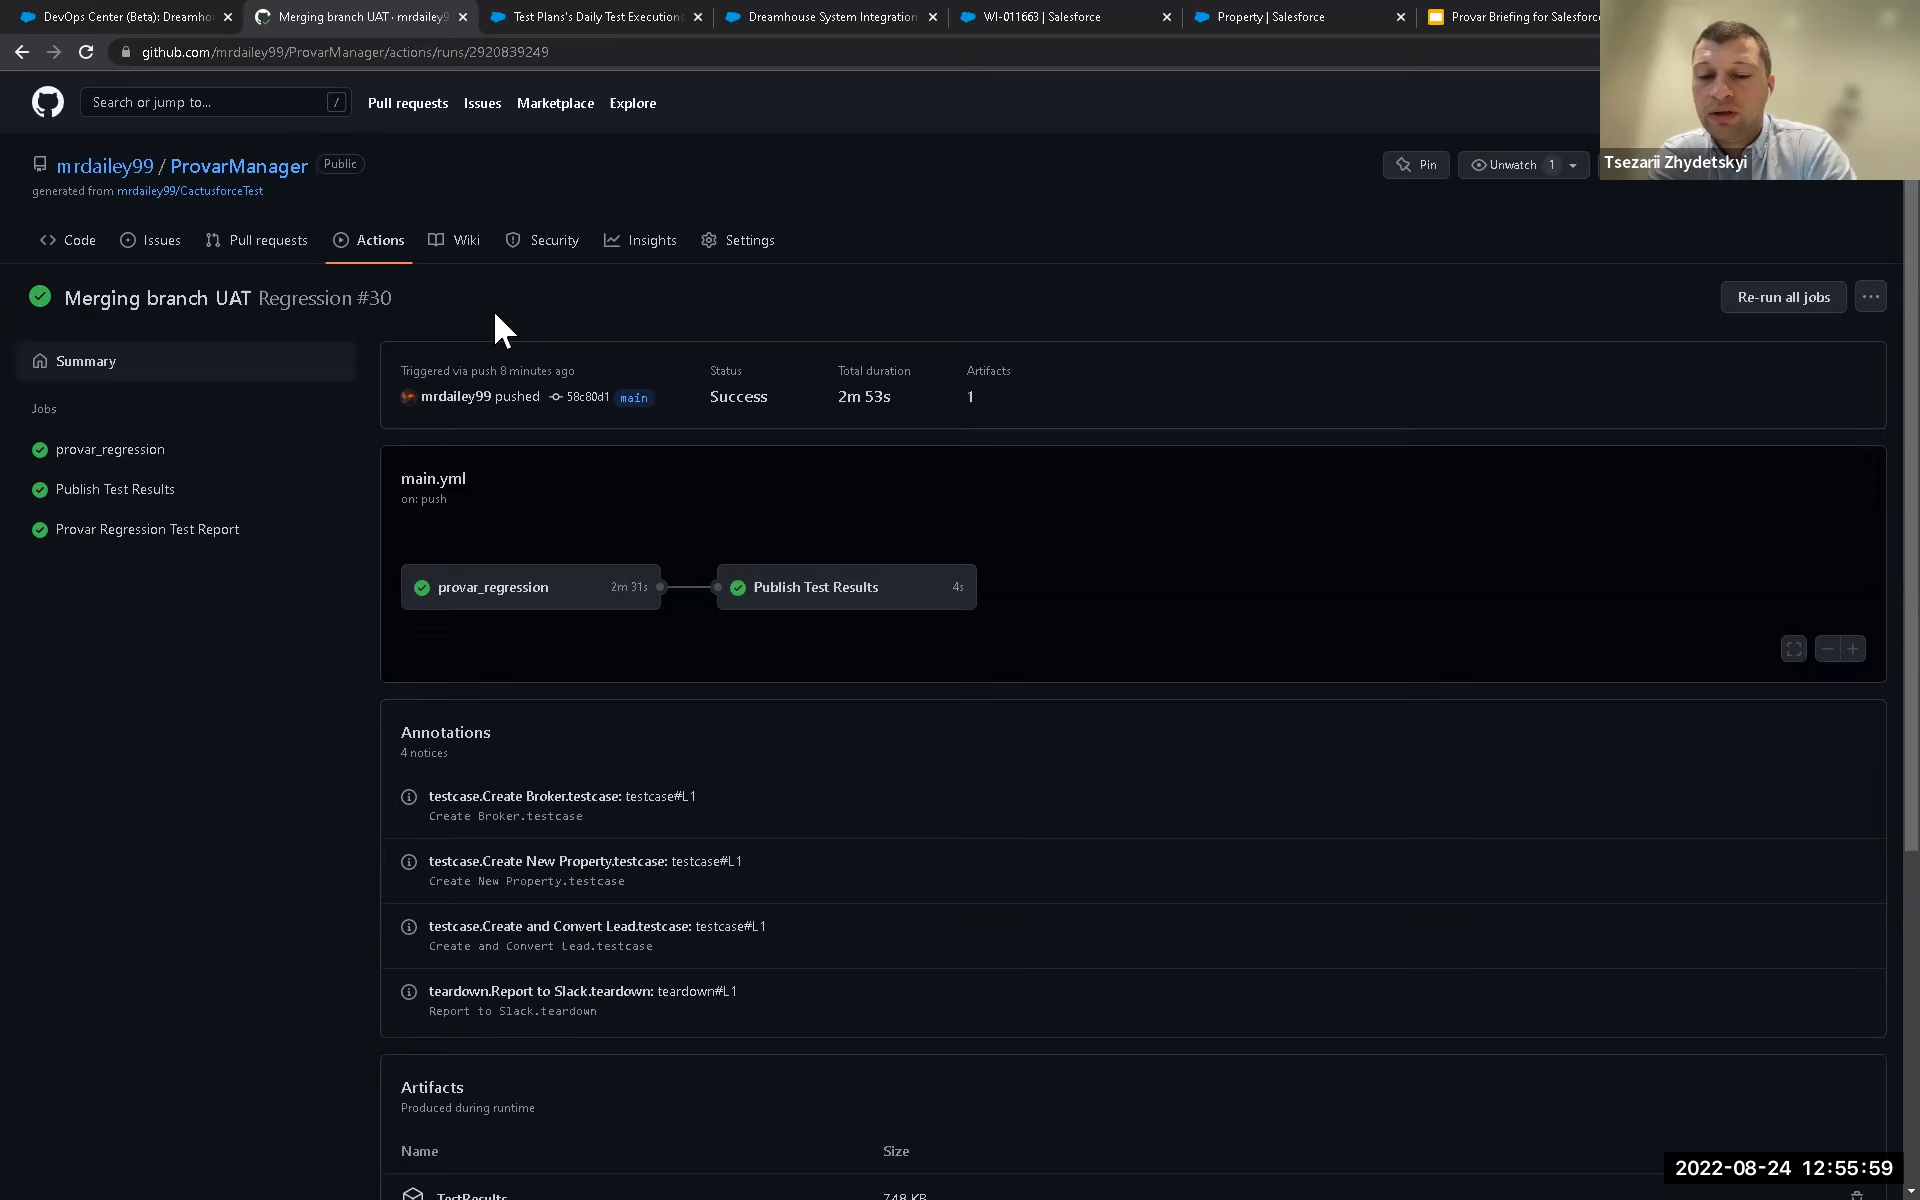 DevOps Center (Beta): Dreamho
Merging branch UAT · mrdailey9
Test Plans's Daily Test Executions
Dreamhouse System Integration
WI-011663 | Salesforce
Property | Salesforce
Provar Briefing for Salesforce
github.com/mrdailey99/ProvarManager/actions/runs/2920839249
Search or jump to...
/
Pull requests
Issues
Marketplace
Explore
mrdailey99 / ProvarManager
Public
generated from mrdailey99/CactusforceTest
Pin
Unwatch 1
Tsezarii Zhydetskyi
Code
Issues
Pull requests
Actions
Wiki
Security
Insights
Settings
Merging branch UAT Regression #30
Re-run all jobs
Summary
Jobs
provar_regression
Publish Test Results
Provar Regression Test Report
Triggered via push 8 minutes ago
mrdailey99 pushed 58c80d1 main
Status
Success
Total duration
2m 53s
Artifacts
1
main.yml
on: push
provar_regression 2m 31s
Publish Test Results 4s
Annotations
4 notices
testcase.Create Broker.testcase: testcase#L1
Create Broker.testcase
testcase.Create New Property.testcase: testcase#L1
Create New Property.testcase
testcase.Create and Convert Lead.testcase: testcase#L1
Create and Convert Lead.testcase
teardown.Report to Slack.teardown: teardown#L1
Report to Slack.teardown
Artifacts
Produced during runtime
Name
Size
TestResults
748 KB
2022-08-24 12:55:59